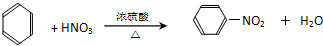 + HNO₃ 浓硫酸 △ NO₂ + H₂O